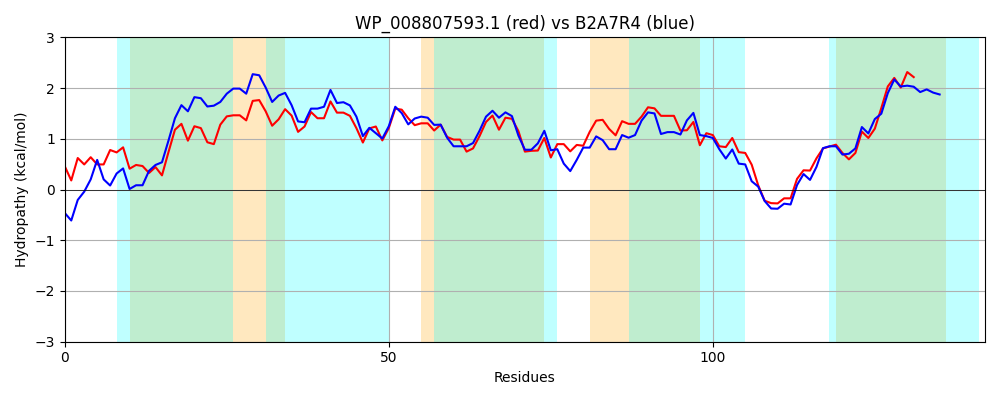 WP_008807593.1 (red) vs B2A7R4 (blue)
3
2
1
0
−1
−2
−3
Hydropathy (kcal/mol)
0 50 100
Residues